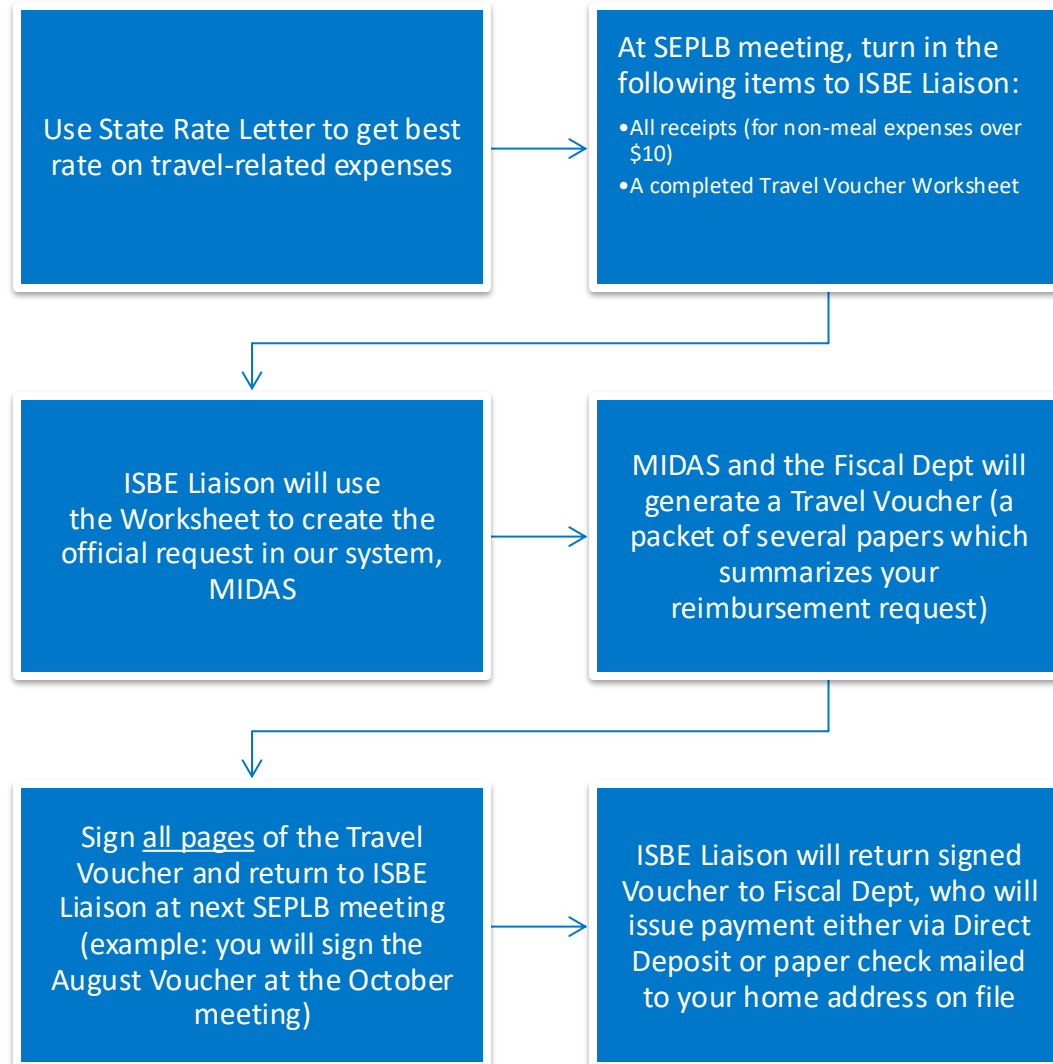 Use State Rate Letter to get best
rate on travel-related expenses
At SEPLB meeting, turn in the
following items to ISBE Liaison:
•All receipts (for non-meal expenses over
$10)
•A completed Travel Voucher Worksheet
ISBE Liaison will use
the Worksheet to create the
official request in our system,
MIDAS
MIDAS and the Fiscal Dept will
generate a Travel Voucher (a
packet of several papers which
summarizes your
reimbursement request)
Sign all pages of the Travel
Voucher and return to ISBE
Liaison at next SEPLB meeting
(example: you will sign the
August Voucher at the October
meeting)
ISBE Liaison will return signed
Voucher to Fiscal Dept, who will
issue payment either via Direct
Deposit or paper check mailed
to your home address on file